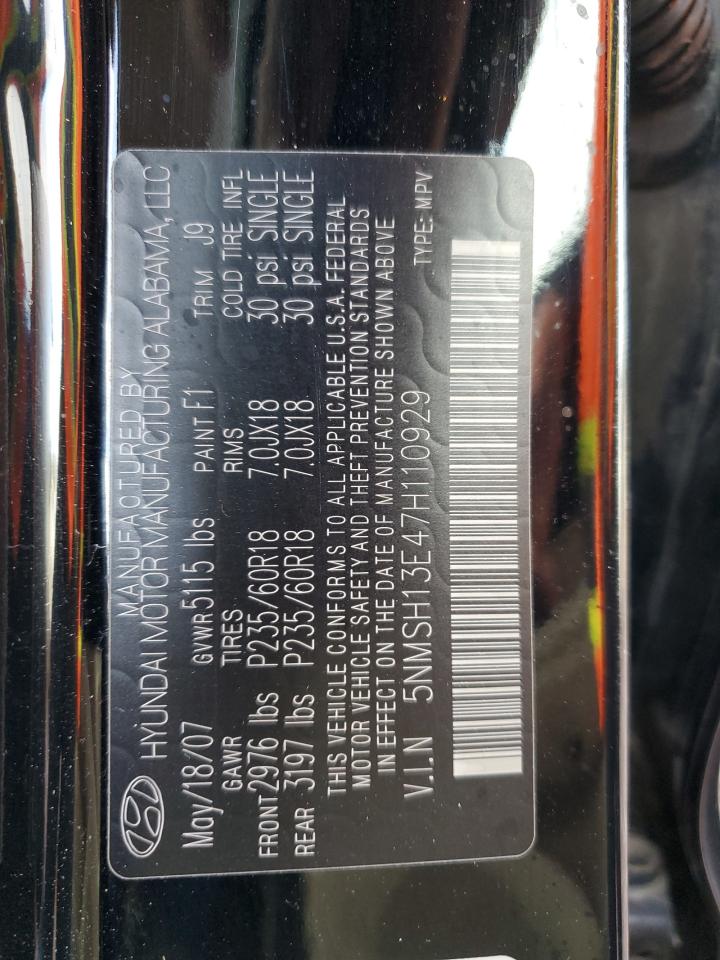 MANUFACTURED BY
HYUNDAI MOTOR MANUFACTURING ALABAMA, LLC
May/18/07 GVWR 5115 lbs PAINT F1 TRIM J9
GAWR TIRES RIMS COLD TIRE INFL
FRONT 2976 lbs P235/60R18 7.0JX18 30 psi SINGLE
REAR 3197 lbs P235/60R18 7.0JX18 30 psi SINGLE
THIS VEHICLE CONFORMS TO ALL APPLICABLE U.S.A. FEDERAL
MOTOR VEHICLE SAFETY AND THEFT PREVENTION STANDARDS
IN EFFECT ON THE DATE OF MANUFACTURE SHOWN ABOVE
V.I.N 5NMSH13E47H110929 TYPE: MPV